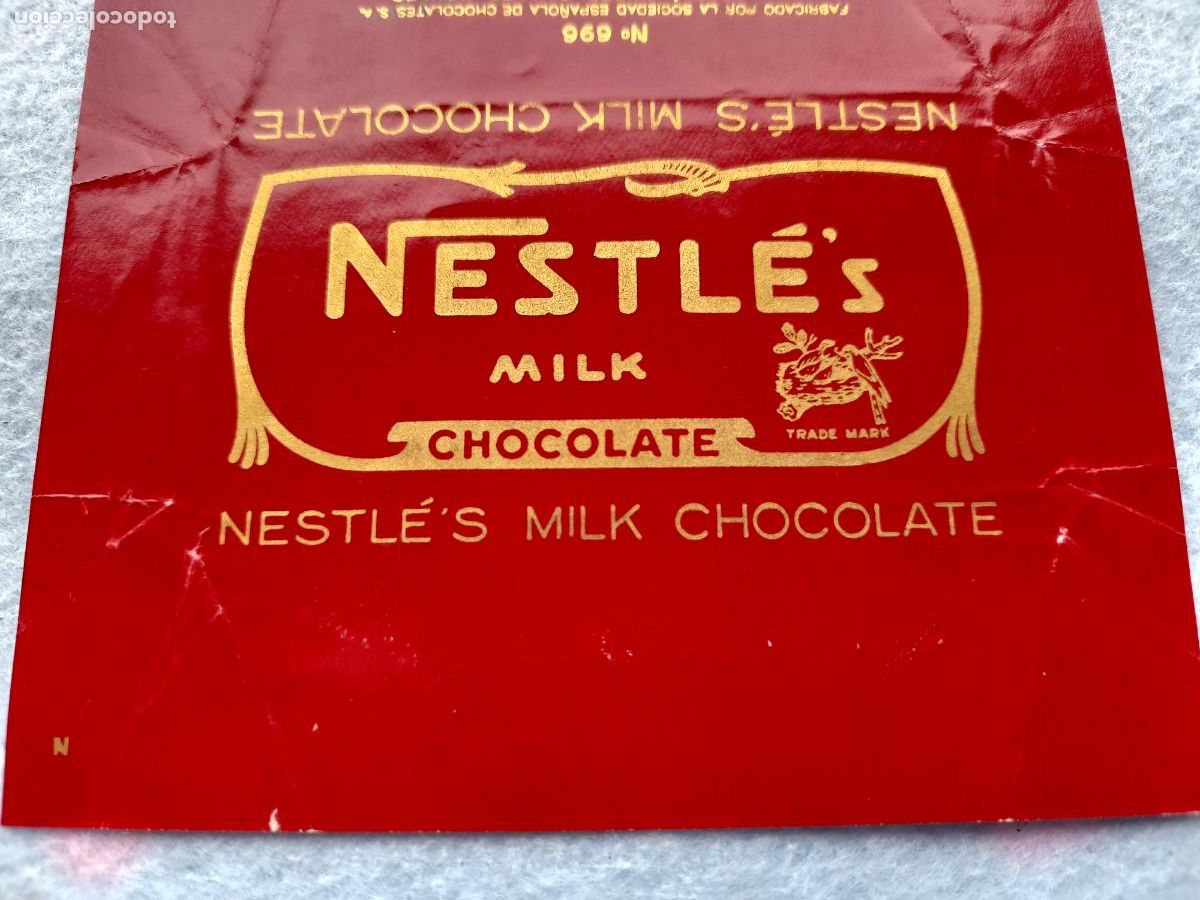 todocoleccion
FABRICADO POR LA SOCIEDAD ESPAÑOLA DE CHOCOLATES S.A.
Nº 696
NESTLÉ'S MILK CHOCOLATE
NESTLÉ'S
MILK
TRADE MARK
CHOCOLATE
NESTLÉ'S MILK CHOCOLATE
N